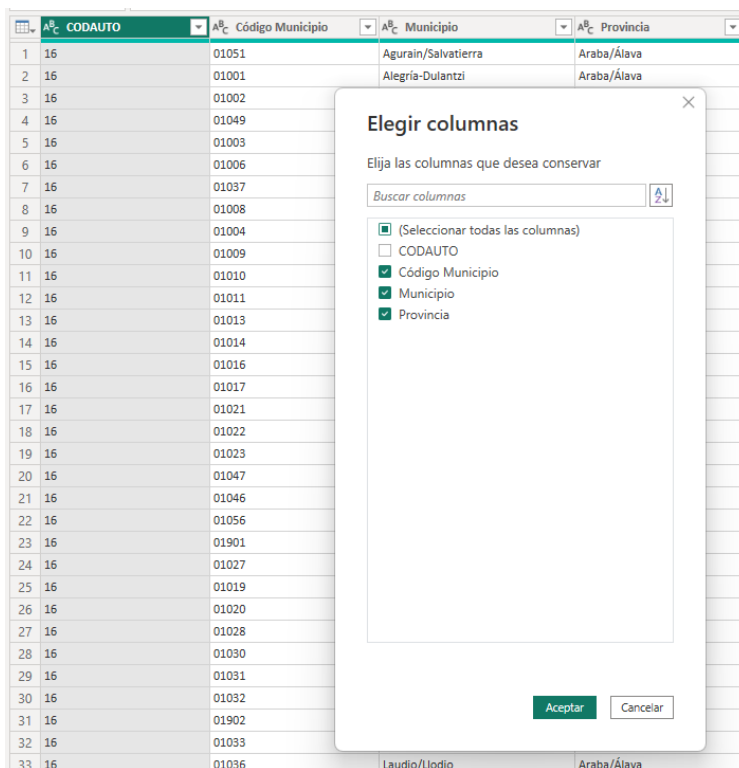 ABC CODAUTO ABC Código Municipio ABC Municipio ABC Provincia
1 16 01051 Agurain/Salvatierra Araba/Álava
2 16 01001 Alegría-Dulantzi Araba/Álava
3 16 01002
4 16 01049
5 16 01003
6 16 01006
7 16 01037
8 16 01008
9 16 01004
10 16 01009
11 16 01010
12 16 01011
13 16 01013
14 16 01014
15 16 01016
16 16 01017
17 16 01021
18 16 01022
19 16 01023
20 16 01047
21 16 01046
22 16 01056
23 16 01901
24 16 01027
25 16 01019
26 16 01020
27 16 01028
28 16 01030
29 16 01031
30 16 01032
31 16 01902
32 16 01033
33 16 01036 Laudio/Llodio Araba/Álava
Elegir columnas
Elija las columnas que desea conservar
Buscar columnas
AZ
(Seleccionar todas las columnas)
CODAUTO
Código Municipio
Municipio
Provincia
Aceptar Cancelar